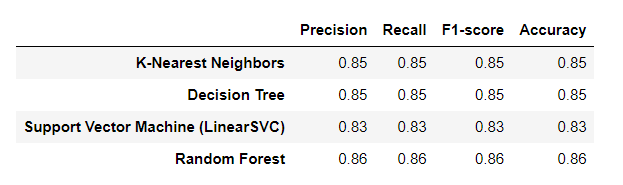 Precision Recall F1-score Accuracy
K-Nearest Neighbors 0.85 0.85 0.85 0.85
Decision Tree 0.85 0.85 0.85 0.85
Support Vector Machine (LinearSVC) 0.83 0.83 0.83 0.83
Random Forest 0.86 0.86 0.86 0.86